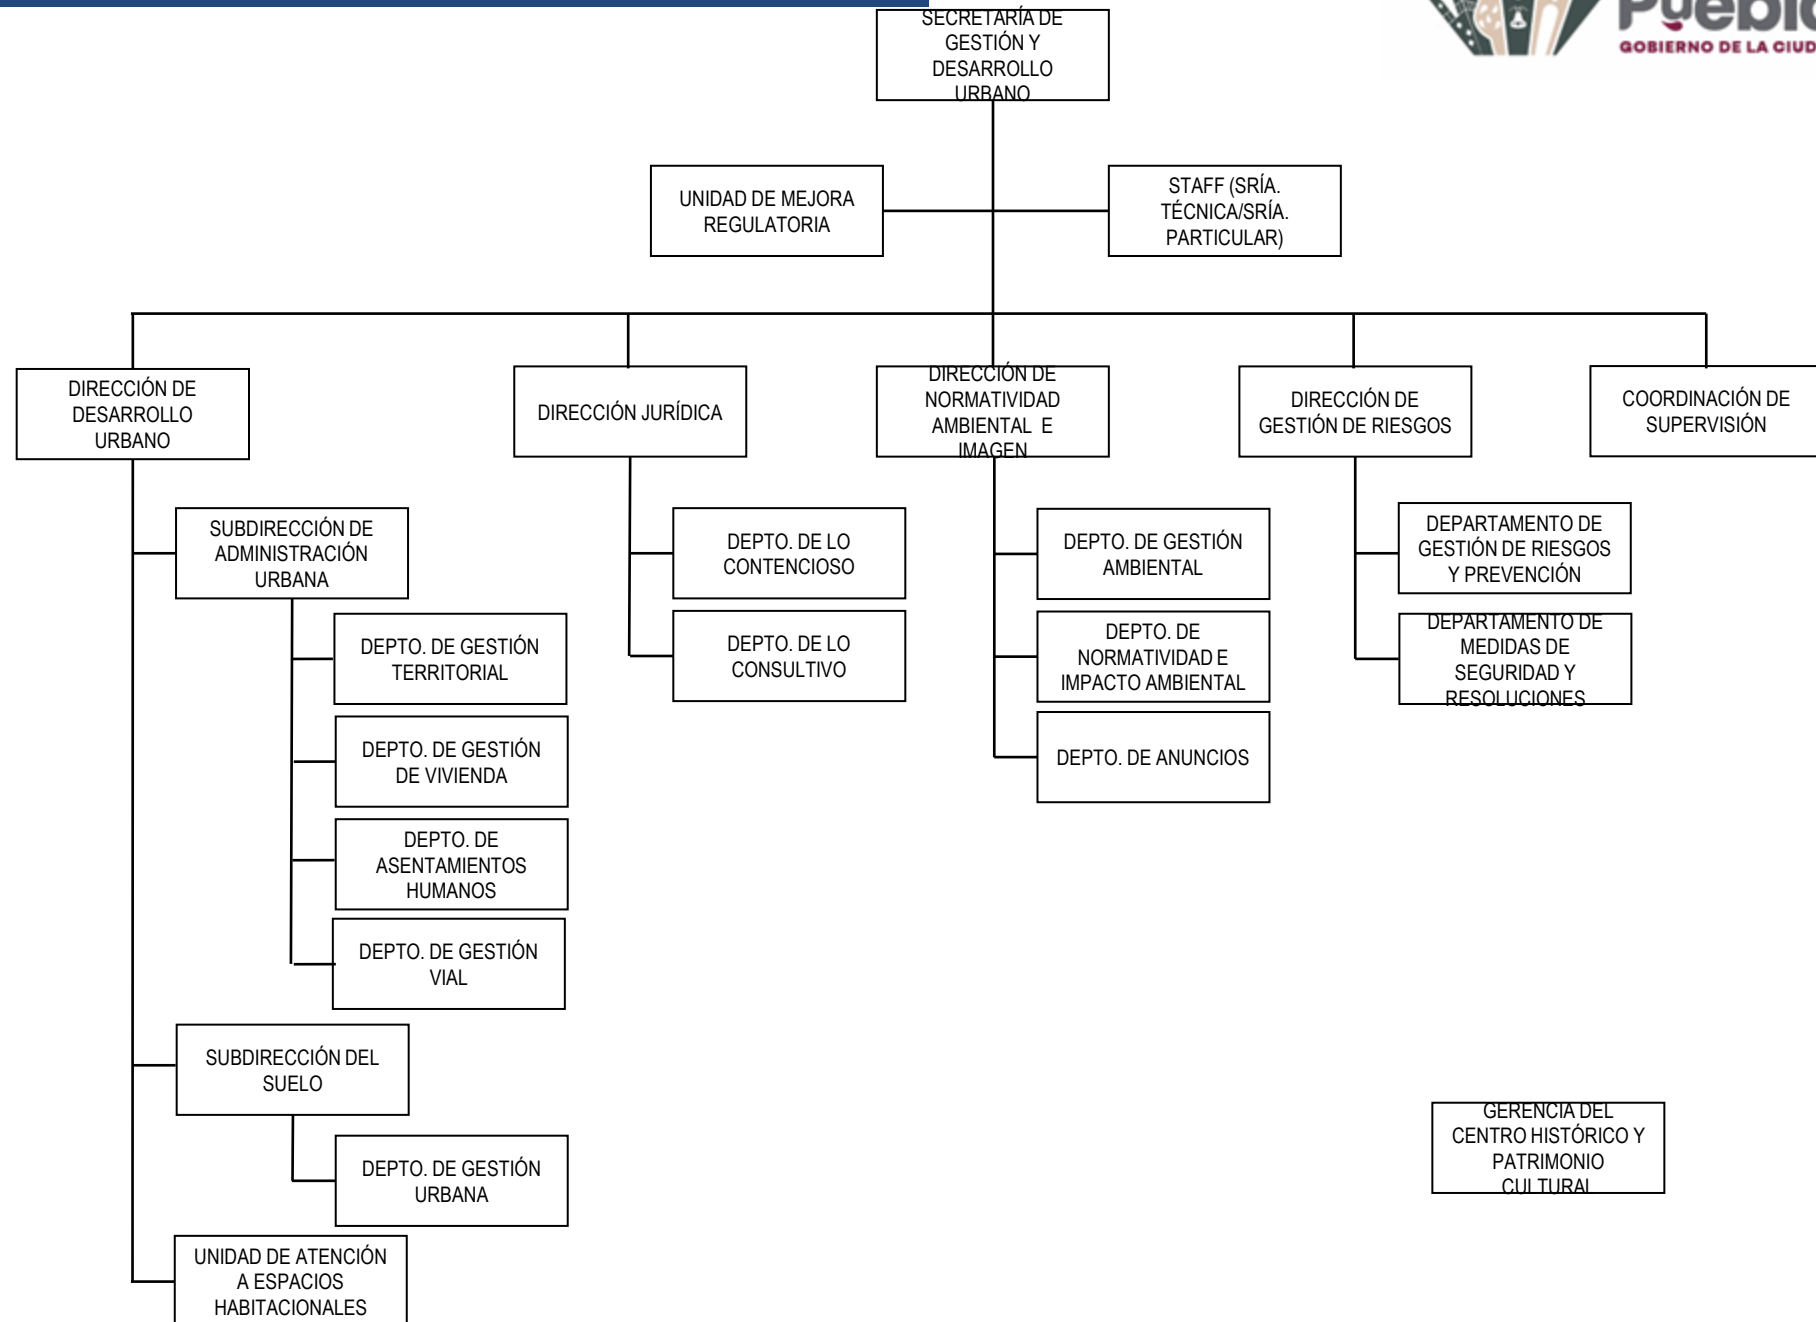 Puebla
GOBIERNO DE LA CIUD
SECRETARÍA DE
GESTIÓN Y
DESARROLLO
URBANO
UNIDAD DE MEJORA
REGULATORIA
STAFF (SRÍA.
TÉCNICA/SRÍA.
PARTICULAR)
DIRECCIÓN DE
DESARROLLO
URBANO
DIRECCIÓN JURÍDICA
DIRECCIÓN DE
NORMATIVIDAD
AMBIENTAL E
IMAGEN
DIRECCIÓN DE
GESTIÓN DE RIESGOS
COORDINACIÓN DE
SUPERVISIÓN
SUBDIRECCIÓN DE
ADMINISTRACIÓN
URBANA
DEPTO. DE LO
CONTENCIOSO
DEPTO. DE GESTIÓN
AMBIENTAL
DEPARTAMENTO DE
GESTIÓN DE RIESGOS
Y PREVENCIÓN
DEPTO. DE GESTIÓN
TERRITORIAL
DEPTO. DE LO
CONSULTIVO
DEPTO. DE
NORMATIVIDAD E
IMPACTO AMBIENTAL
DEPARTAMENTO DE
MEDIDAS DE
SEGURIDAD Y
RESOLUCIONES
DEPTO. DE GESTIÓN
DE VIVIENDA
DEPTO. DE ANUNCIOS
DEPTO. DE
ASENTAMIENTOS
HUMANOS
DEPTO. DE GESTIÓN
VIAL
SUBDIRECCIÓN DEL
SUELO
GERENCIA DEL
CENTRO HISTÓRICO Y
PATRIMONIO
CULTURAL
DEPTO. DE GESTIÓN
URBANA
UNIDAD DE ATENCIÓN
A ESPACIOS
HABITACIONALES